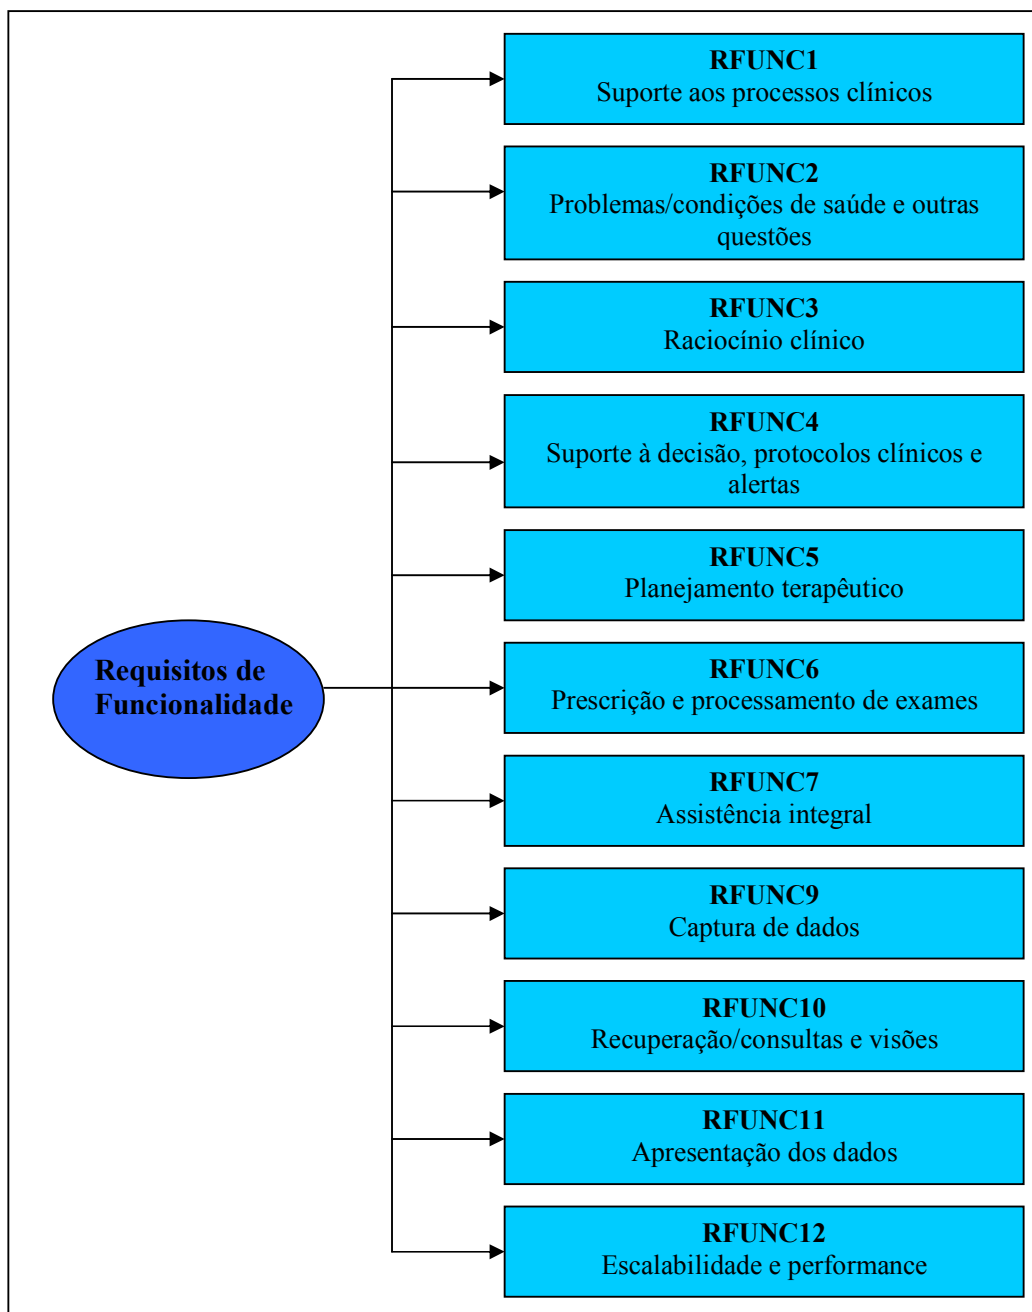 RFUNC1
Suporte aos processos clínicos
RFUNC2
Problemas/condições de saúde e outras
questões
RFUNC3
Raciocínio clínico
RFUNC4
Suporte à decisão, protocolos clínicos e
alertas
RFUNC5
Planejamento terapêutico
Requisitos de
Funcionalidade
RFUNC6
Prescrição e processamento de exames
RFUNC7
Assistência integral
RFUNC9
Captura de dados
RFUNC10
Recuperação/consultas e visões
RFUNC11
Apresentação dos dados
RFUNC12
Escalabilidade e performance